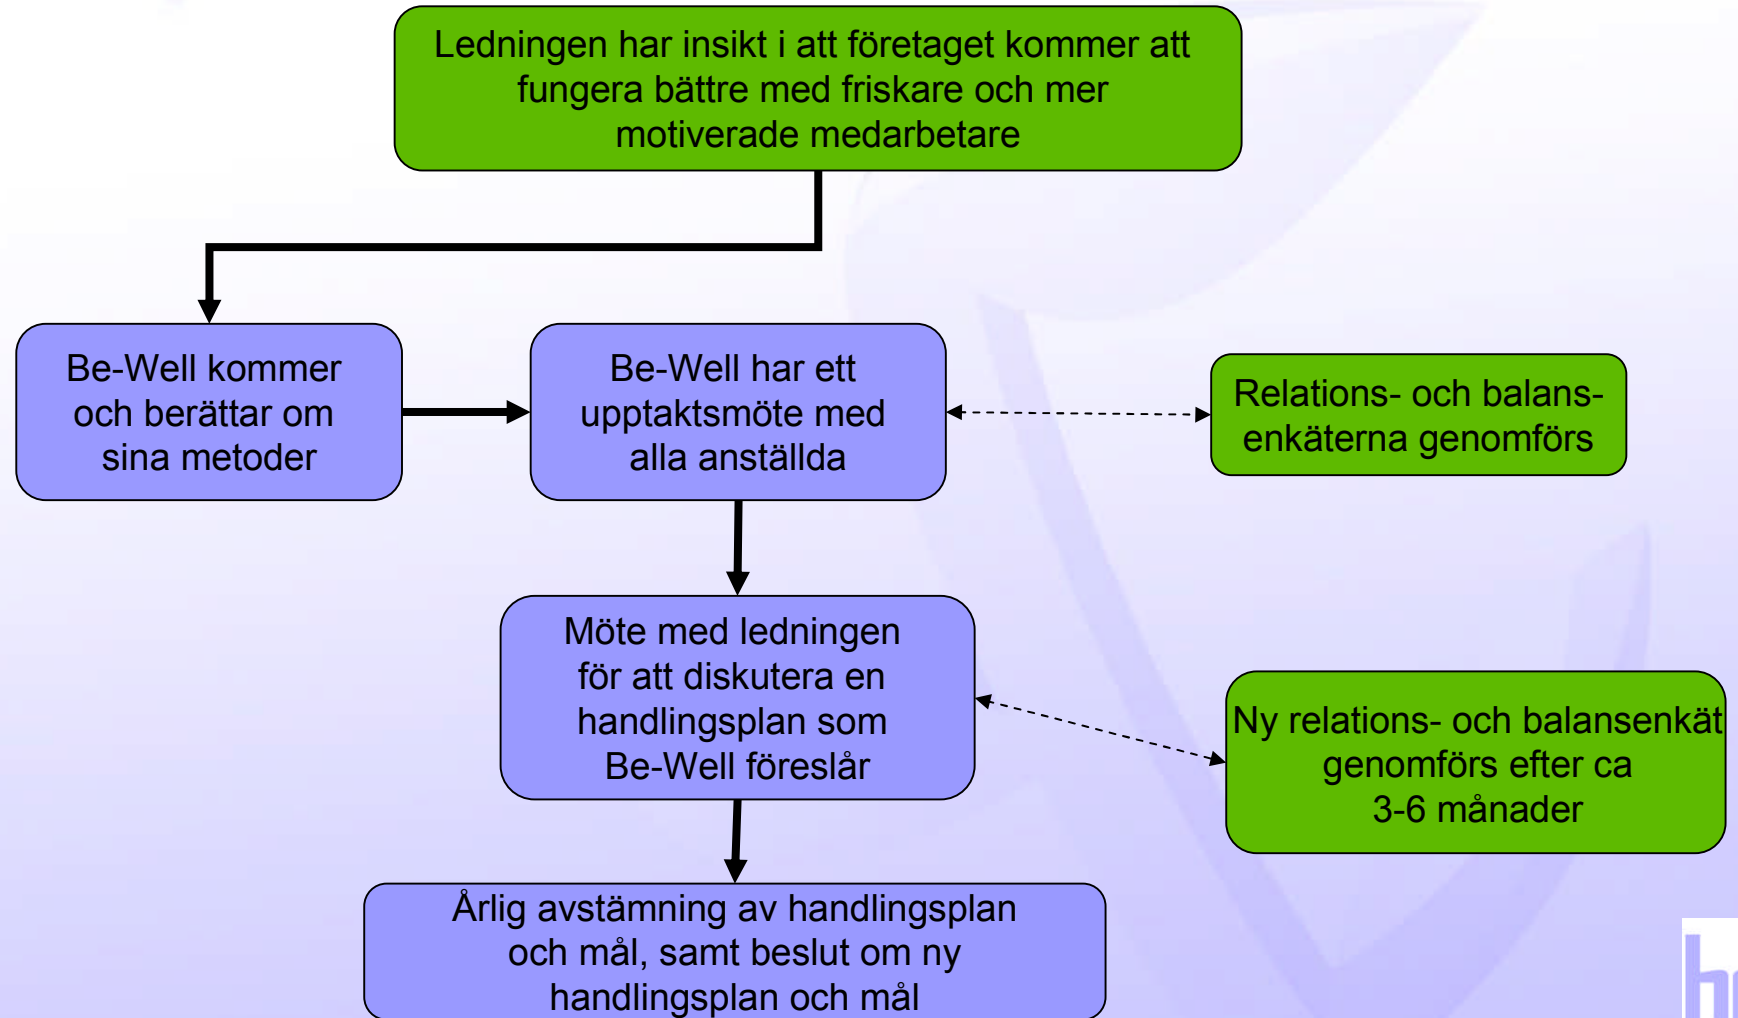 Ledningen har insikt i att företaget kommer att
fungera bättre med friskare och mer
motiverade medarbetare
Be-Well kommer
och berättar om
sina metoder
Be-Well har ett
upptaktsmöte med
alla anställda
Relations- och balans-
enkäterna genomförs
Möte med ledningen
för att diskutera en
handlingsplan som
Be-Well föreslår
Ny relations- och balansenkät
genomförs efter ca
3-6 månader
Årlig avstämning av handlingsplan
och mål, samt beslut om ny
handlingsplan och mål